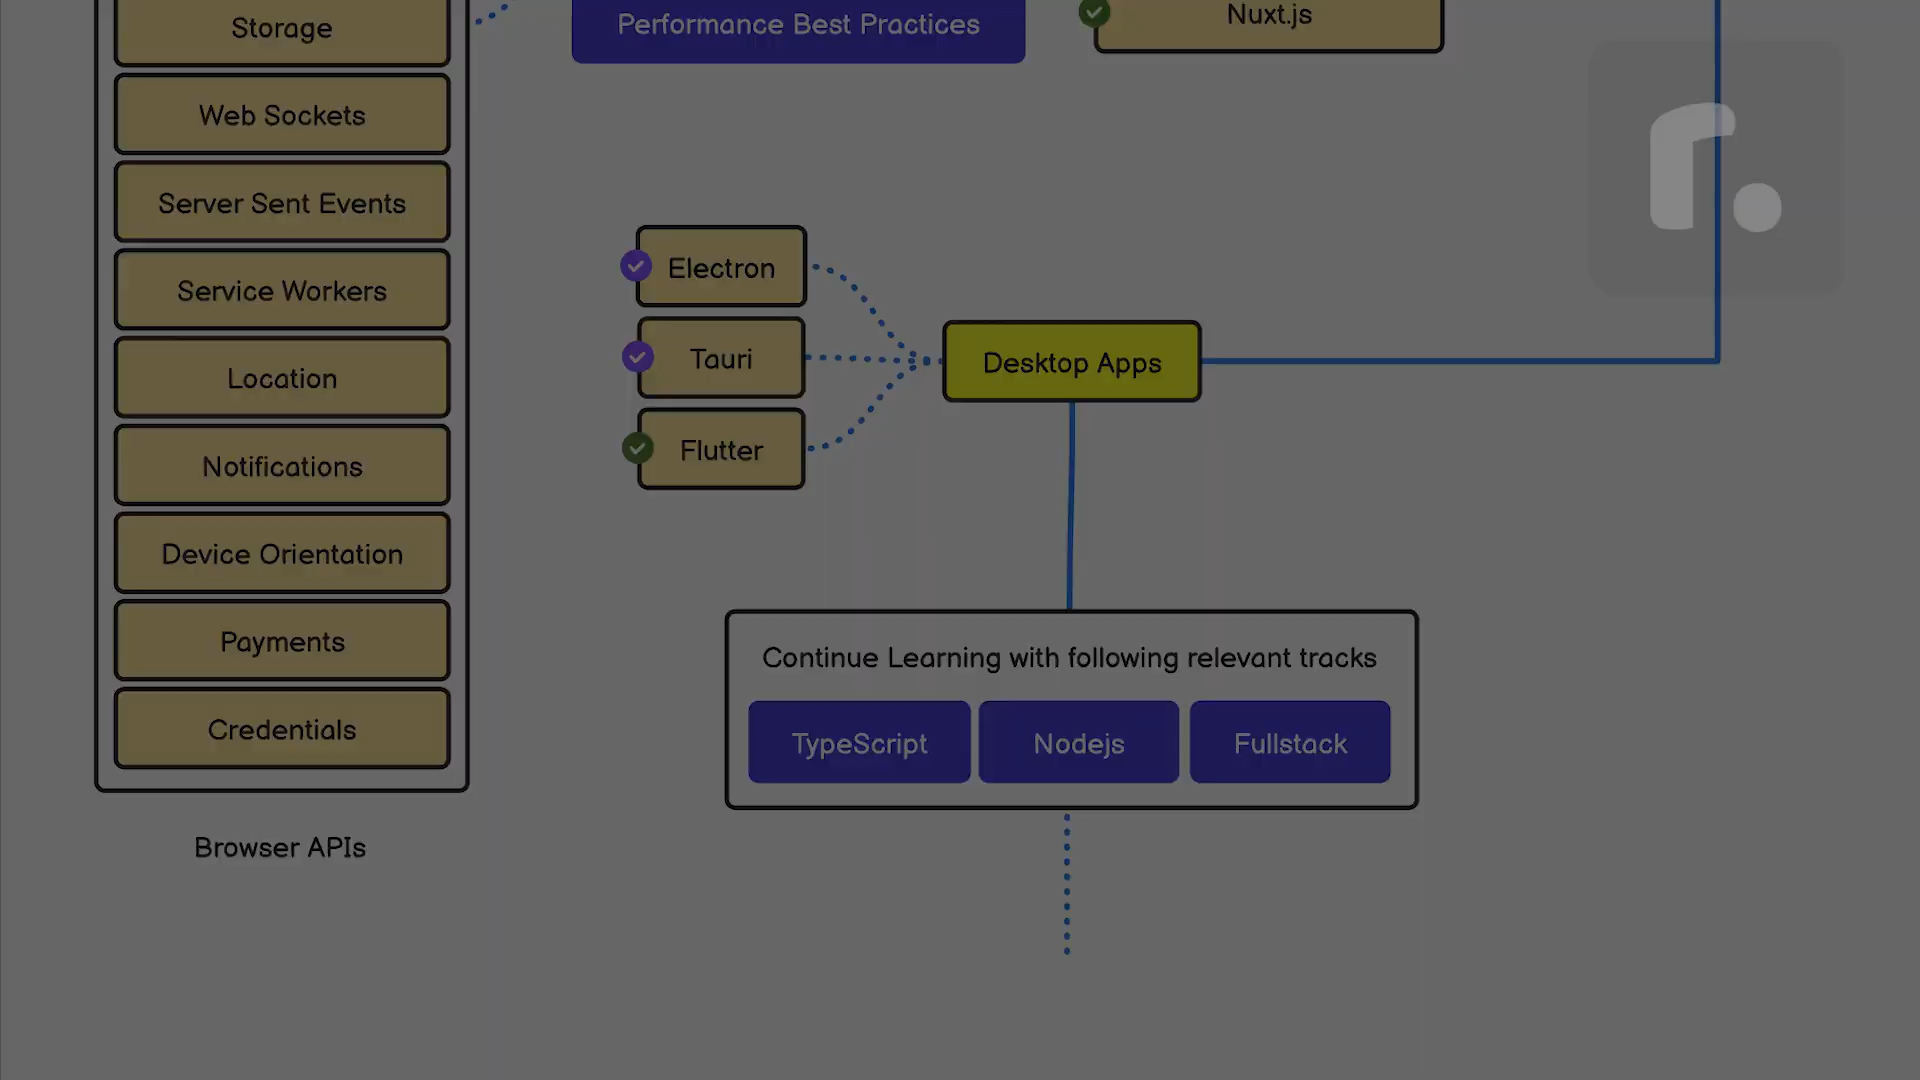 Storage
Web Sockets
Server Sent Events
Service Workers
Location
Notifications
Device Orientation
Payments
Credentials
Browser APIs
Performance Best Practices
Nuxt.js
r.
Electron
Tauri
Flutter
Desktop Apps
Continue Learning with following relevant tracks
TypeScript
Nodejs
Fullstack